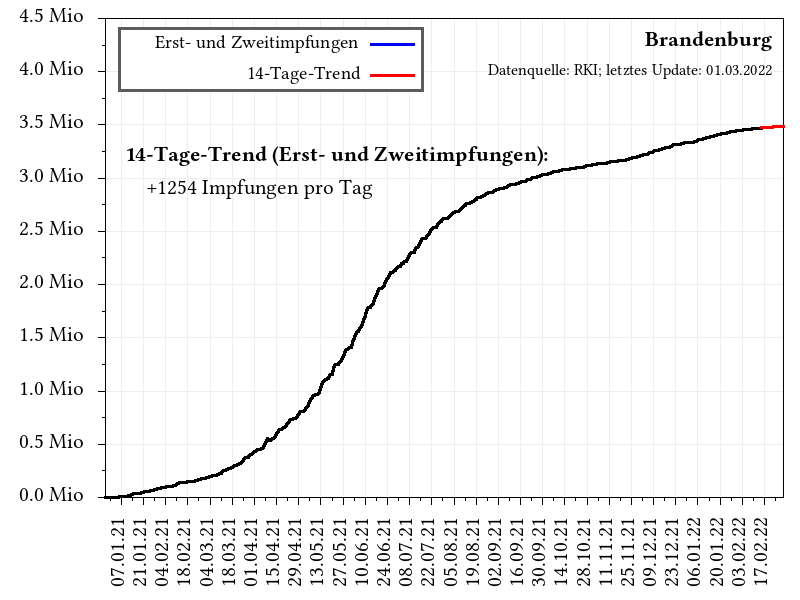 4.5 Mio
4.0 Mio
3.5 Mio
3.0 Mio
2.5 Mio
2.0 Mio
1.5 Mio
1.0 Mio
0.5 Mio
0.0 Mio
Erst- und Zweitimpfungen
14-Tage-Trend
Brandenburg
Datenquelle: RKI; letztes Update: 01.03.2022
14-Tage-Trend (Erst- und Zweitimpfungen):
+1254 Impfungen pro Tag
07.01.21
21.01.21
04.02.21
18.02.21
04.03.21
18.03.21
01.04.21
15.04.21
29.04.21
13.05.21
27.05.21
10.06.21
24.06.21
08.07.21
22.07.21
05.08.21
19.08.21
02.09.21
16.09.21
30.09.21
14.10.21
28.10.21
11.11.21
25.11.21
09.12.21
23.12.21
06.01.22
20.01.22
03.02.22
17.02.22